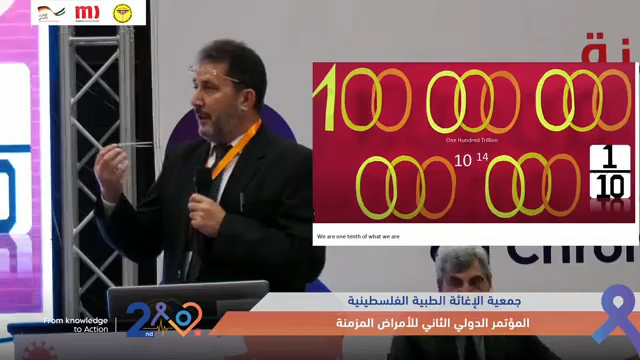 100 000 000
One Hundred Trillion
10 14
000 000
1
10
We are one tenth of what we are
Chron
جمعية الإغاثة الطبية الفلسطينية
المؤتمر الدولي الثاني للأمراض المزمنة
From knowledge
to Action
2nd